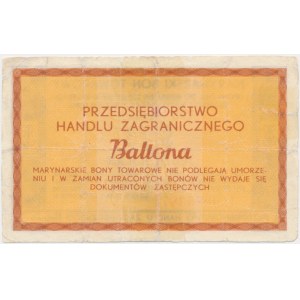 PRZEDSIĘBIORSTWO
HANDLU ZAGRANICZNEGO
Baltona
MARYNARSKIE BONY TOWAROWE NIE PODLEGAJĄ UMORZE-
NIU I W ZAMIAN UTRACONYCH BONÓW NIE WYDAJE SIĘ
DOKUMENTÓW ZASTĘPCZYCH